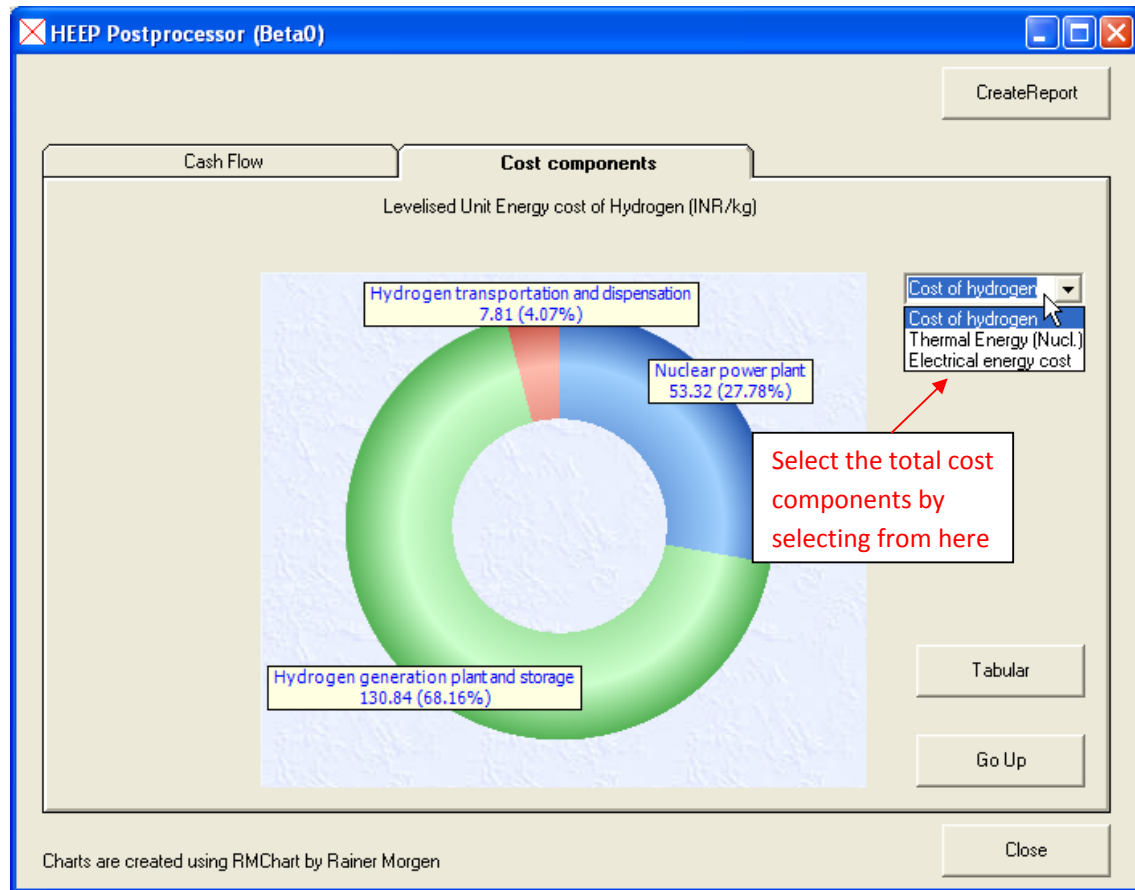 HEEP Postprocessor (Beta0)
CreateReport
Cash Flow
Cost components
Levelised Unit Energy cost of Hydrogen (INR/kg)
Hydrogen transportation and dispensation
7.81 (4.07%)
Nuclear power plant
53.32 (27.78%)
Hydrogen generation plant and storage
130.84 (68.16%)
Cost of hydrogen
Cost of hydrogen
Thermal Energy (Nucl.)
Electrical energy cost
Select the total cost
components by
selecting from here
Tabular
Go Up
Close
Charts are created using RMChart by Rainer Morgen